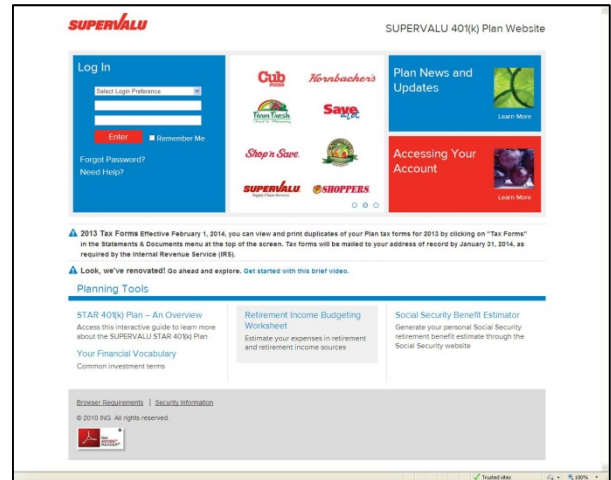 SUPERVALU
SUPERVALU 401(k) Plan Website
Log In
Select Login Preference
Enter
Remember Me
Forgot Password?
Need Help?
Cub
FOODS
Hornbacher's
Farm Fresh
Save
a lot
Shop 'n Save
SUPERVALU
Supply Chain Services
SHOPPERS
Plan News and
Updates
Learn More
Accessing Your
Account
Learn More
2013 Tax Forms Effective February 1, 2014, you can view and print duplicates of your Plan tax forms for 2013 by clicking on "Tax Forms"
in the Statements & Documents menu at the top of the screen. Tax forms will be mailed to your address of record by January 31, 2014, as
required by the Internal Revenue Service (IRS).
Look, we've renovated! Go ahead and explore. Get started with this brief video.
Planning Tools
STAR 401(k) Plan – An Overview
Access this interactive guide to learn more
about the SUPERVALU STAR 401(k) Plan
Your Financial Vocabulary
Common investment terms
Retirement Income Budgeting
Worksheet
Estimate your expenses in retirement
and retirement income sources
Social Security Benefit Estimator
Generate your personal Social Security
retirement benefit estimate through the
Social Security website
Browser Requirements | Security Information
© 2010 ING. All rights reserved.
ADOBE
READER
Trusted sites
100%